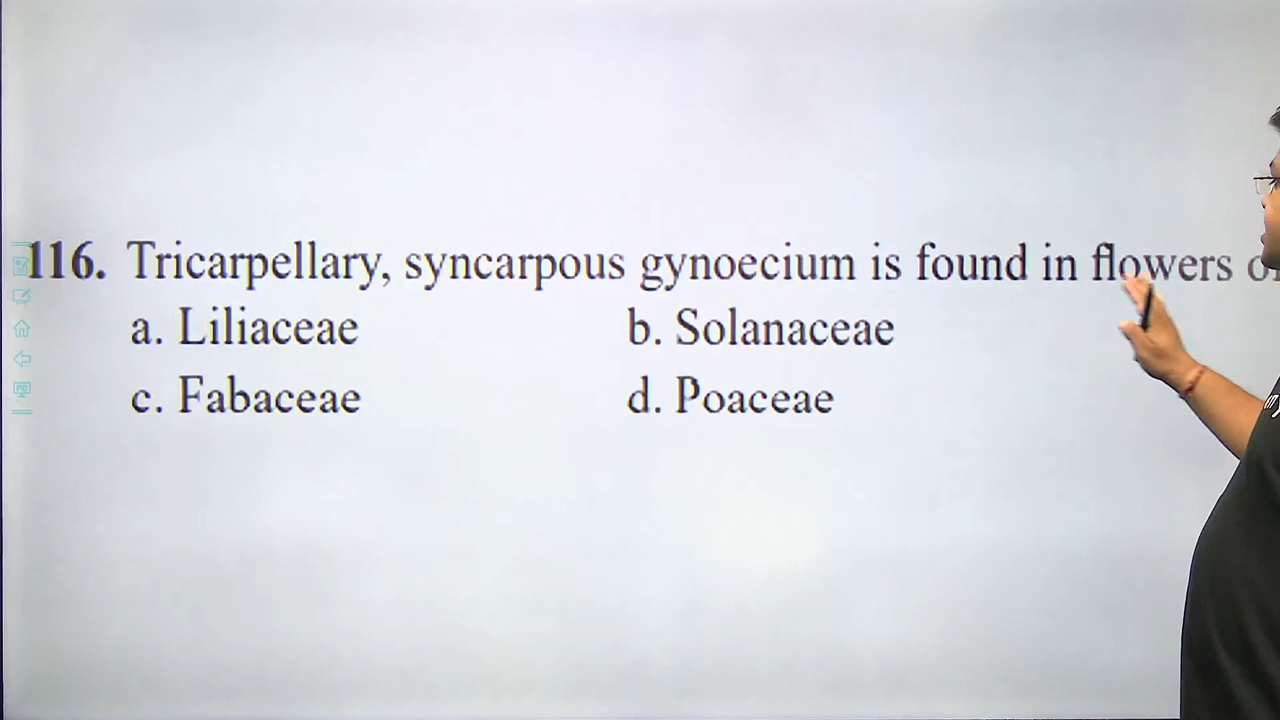 116. Tricarpellary, syncarpous gynoecium is found in flowers
a. Liliaceae b. Solanaceae
c. Fabaceae d. Poaceae